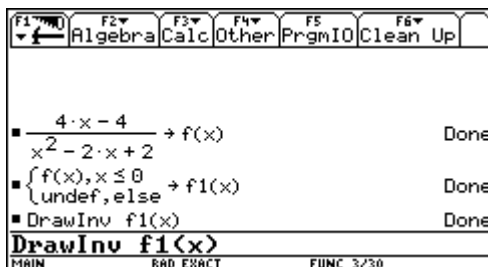 F1 F2 Algebra F3 Calc F4 Other F5 PrgmIO F6 Clean Up
4·x - 4 / x² - 2·x + 2 → f(x) Done
{f(x), x ≤ 0
undef, else → f1(x) Done
DrawInv f1(x) Done
DrawInv f1(x)
MAIN RAD EXACT FUNC 3/30